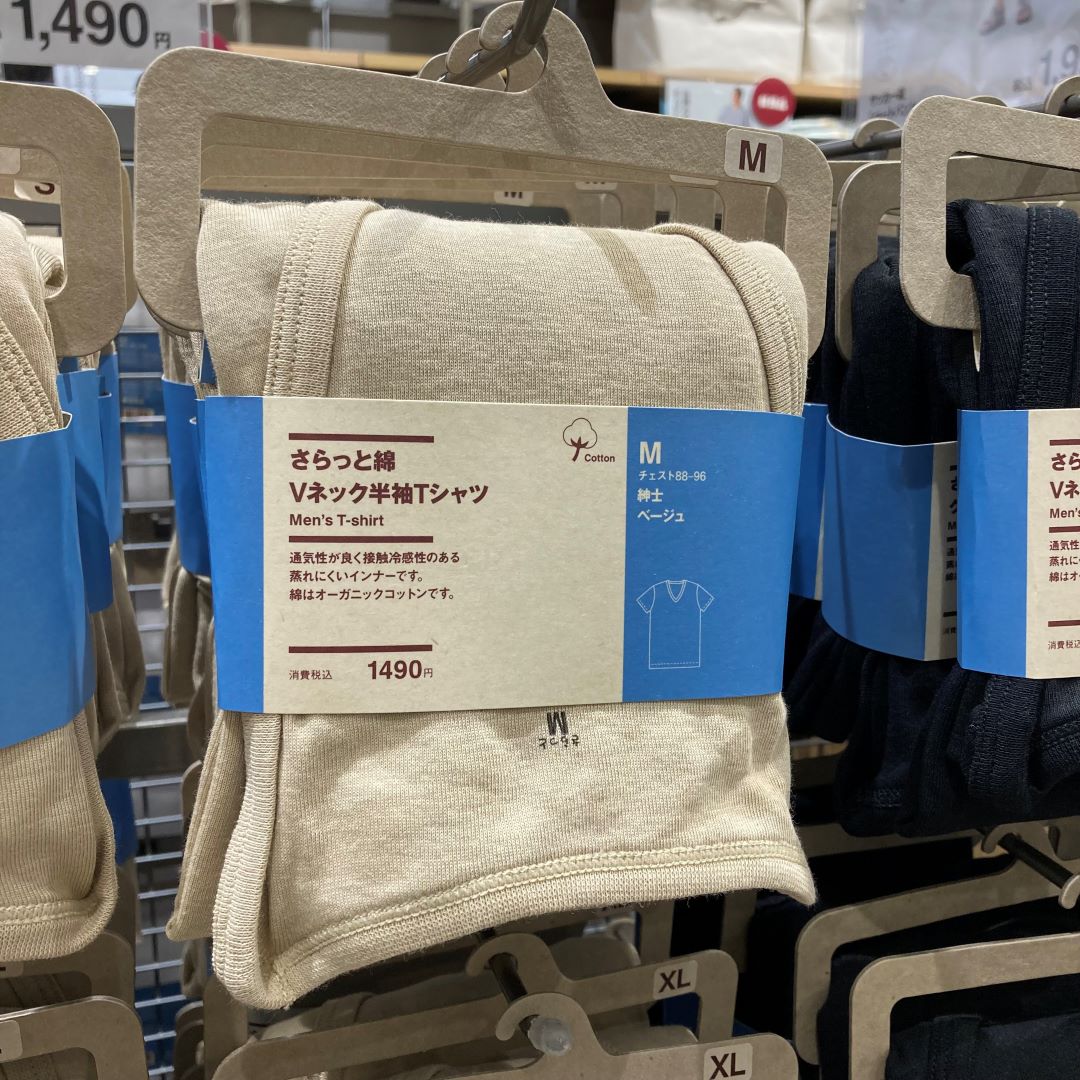 1,490円
S
M
M
さらっと綿
Vネック半袖Tシャツ
Men's T-shirt
通気性が良く接触冷感性のある
蒸れにくいインナーです。
綿はオーガニックコットンです。
消費税込 1490円
Cotton
M
チェスト88-96
紳士
ベージュ
M
さら
Vネ
Men's
通気性
蒸れに
綿はオー
消費税込
XL
XL